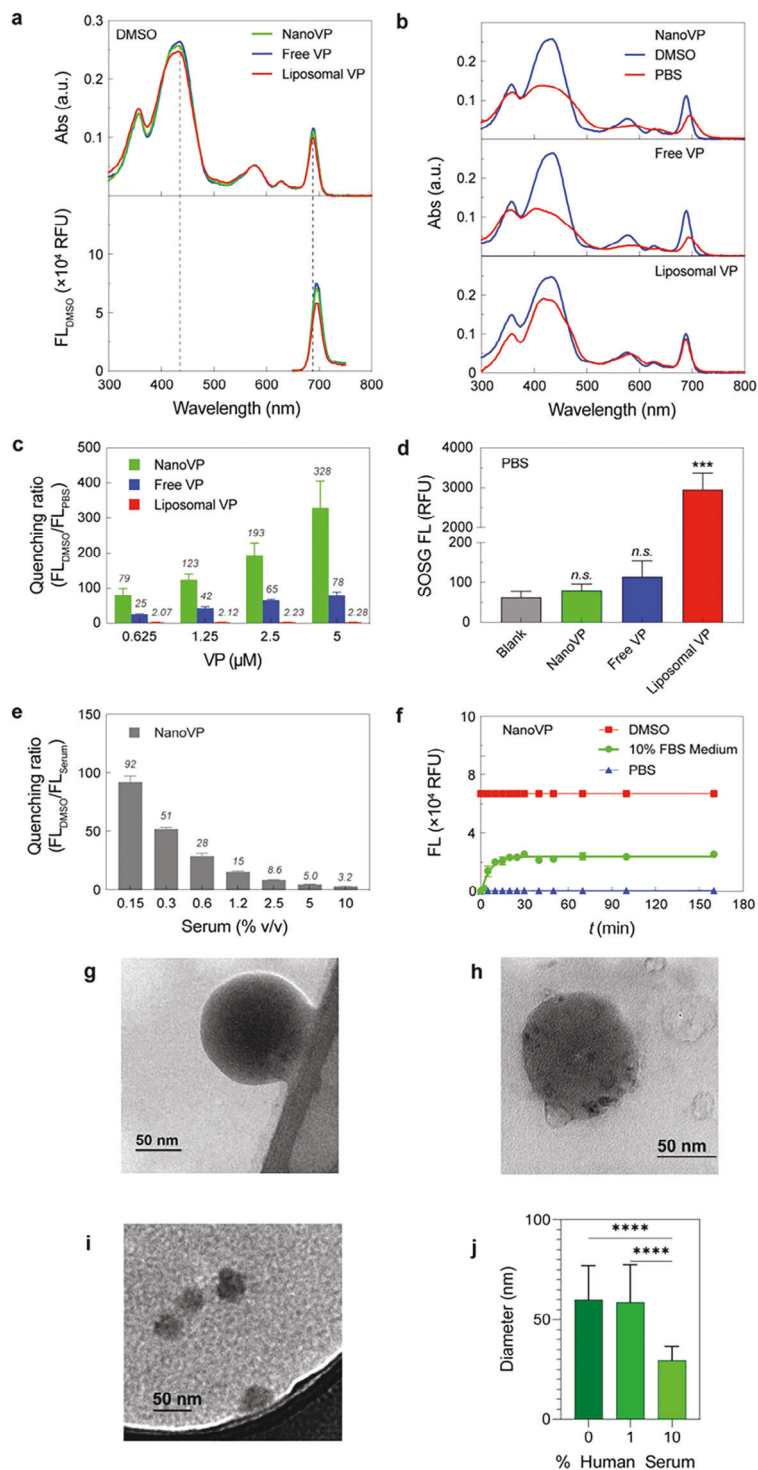 a
DMSO
NanoVP
Free VP
Liposomal VP
Abs (a.u.)
0.3
0.2
0.1
FL_DMSO (×10⁴ RFU)
10
5
0
300 400 500 600 700 800
Wavelength (nm)
b
NanoVP
DMSO
PBS
0.2
0.1
Free VP
Abs (a.u.)
0.2
0.1
Liposomal VP
0.2
0.1
0
300 400 500 600 700 800
Wavelength (nm)
c
Quenching ratio
(FL_DMSO/FL_PBS)
500
400
300
200
100
0
NanoVP
Free VP
Liposomal VP
79 25 2.07
123 42 2.12
193 65 2.23
328 78 2.28
0.625 1.25 2.5 5
VP (µM)
d
PBS
SOSG FL (RFU)
4000
3000
2000
200
100
0
n.s. n.s. ***
Blank
NanoVP
Free VP
Liposomal VP
e
NanoVP
Quenching ratio
(FL_DMSO/FL_Serum)
150
100
50
0
92 51 28 15 8.6 5.0 3.2
0.15 0.3 0.6 1.2 2.5 5 10
Serum (% v/v)
f
NanoVP
DMSO
10% FBS Medium
PBS
FL (×10⁴ RFU)
10
8
6
4
2
0
0 30 60 90 120 150 180
t (min)
g
50 nm
h
50 nm
i
50 nm
j
Diameter (nm)
100
50
0
****
****
0 1 10
% Human Serum